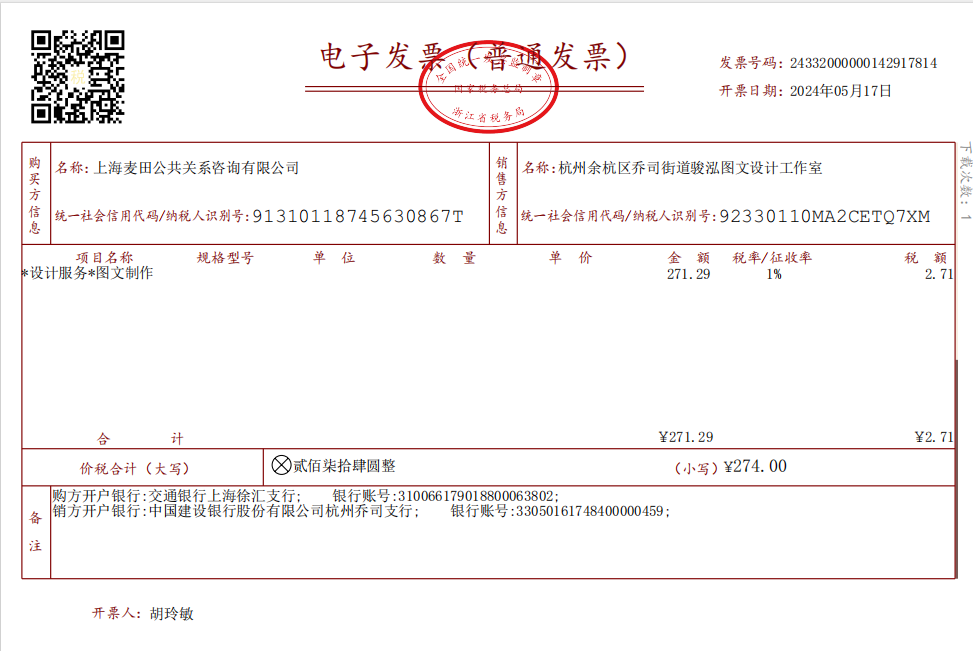 电子发票（普通发票）
全国统一发票监制章
国家税务总局
浙江省税务局
发票号码：24332000000142917814
开票日期：2024年05月17日
下载次数：1
购买方信息
名称：上海麦田公共关系咨询有限公司
统一社会信用代码/纳税人识别号：91310118745630867T
销售方信息
名称：杭州余杭区乔司街道骏泓图文设计工作室
统一社会信用代码/纳税人识别号：92330110MA2CETQ7XM
项目名称 规格型号 单 位 数 量 单 价 金 额 税率/征收率 税 额
*设计服务*图文制作 271.29 1% 2.71
合 计 ¥271.29 ¥2.71
价税合计（大写） ⊗贰佰柒拾肆圆整 （小写）¥274.00
备注
购方开户银行:交通银行上海徐汇支行; 银行账号:310066179018800063802;
销方开户银行:中国建设银行股份有限公司杭州乔司支行; 银行账号:33050161748400000459;
开票人：胡玲敏